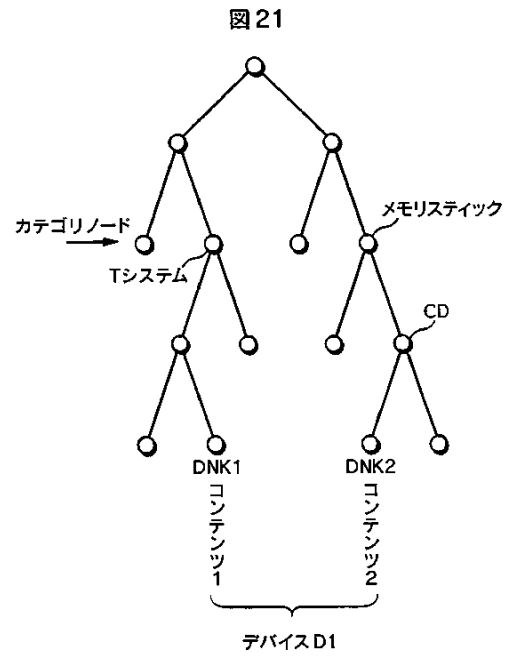 図21
メモリスティック
カテゴリノード
Tシステム
CD
DNK1
DNK2
コンテンツ1
コンテンツ2
デバイスD1